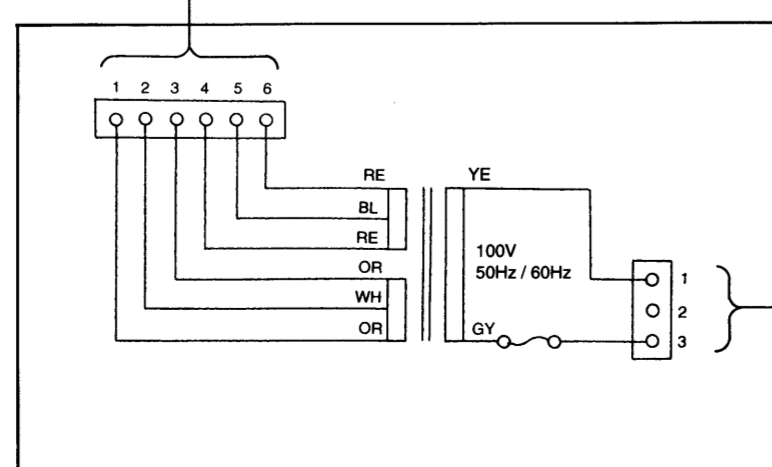 1 2 3 4 5 6
RE
YE
BL
RE
100V
50Hz / 60Hz
OR
1
WH
2
OR
GY
3